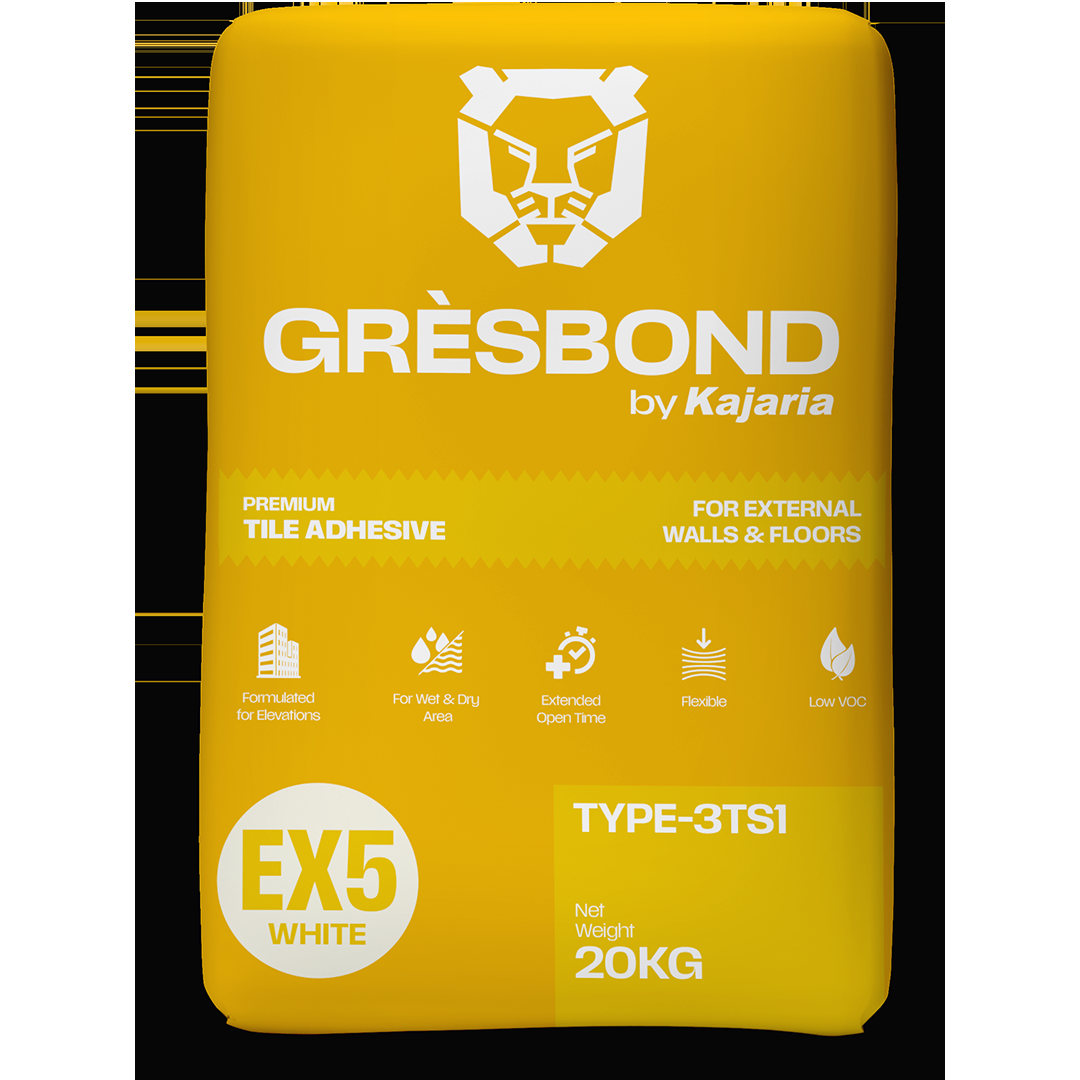 GRÈSBOND
by Kajaria
PREMIUM
TILE ADHESIVE
FOR EXTERNAL
WALLS & FLOORS
Formulated
for Elevations
For Wet & Dry
Area
Extended
Open Time
Flexible
Low VOC
EX5
WHITE
TYPE-3TS1
Net
Weight
20KG